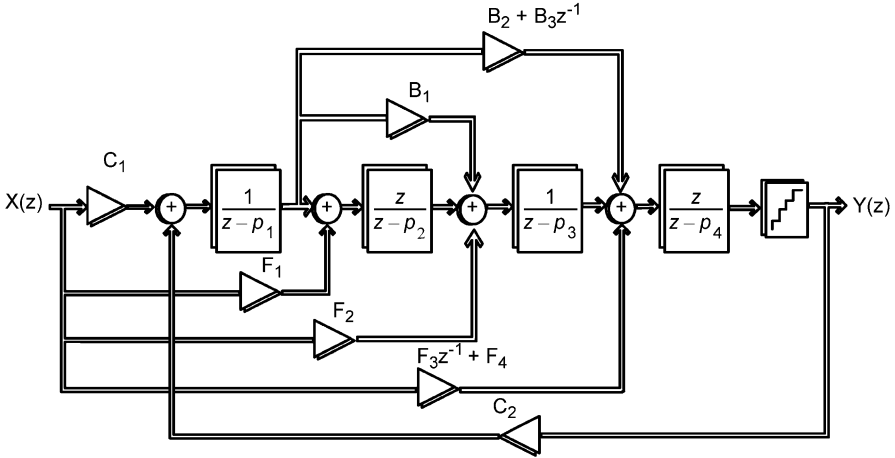 B₂ + B₃z⁻¹
B₁
C₁
X(z)
+
1
z – p₁
+
z
z – p₂
+
1
z – p₃
+
z
z – p₄
Y(z)
F₁
F₂
F₃z⁻¹ + F₄
C₂